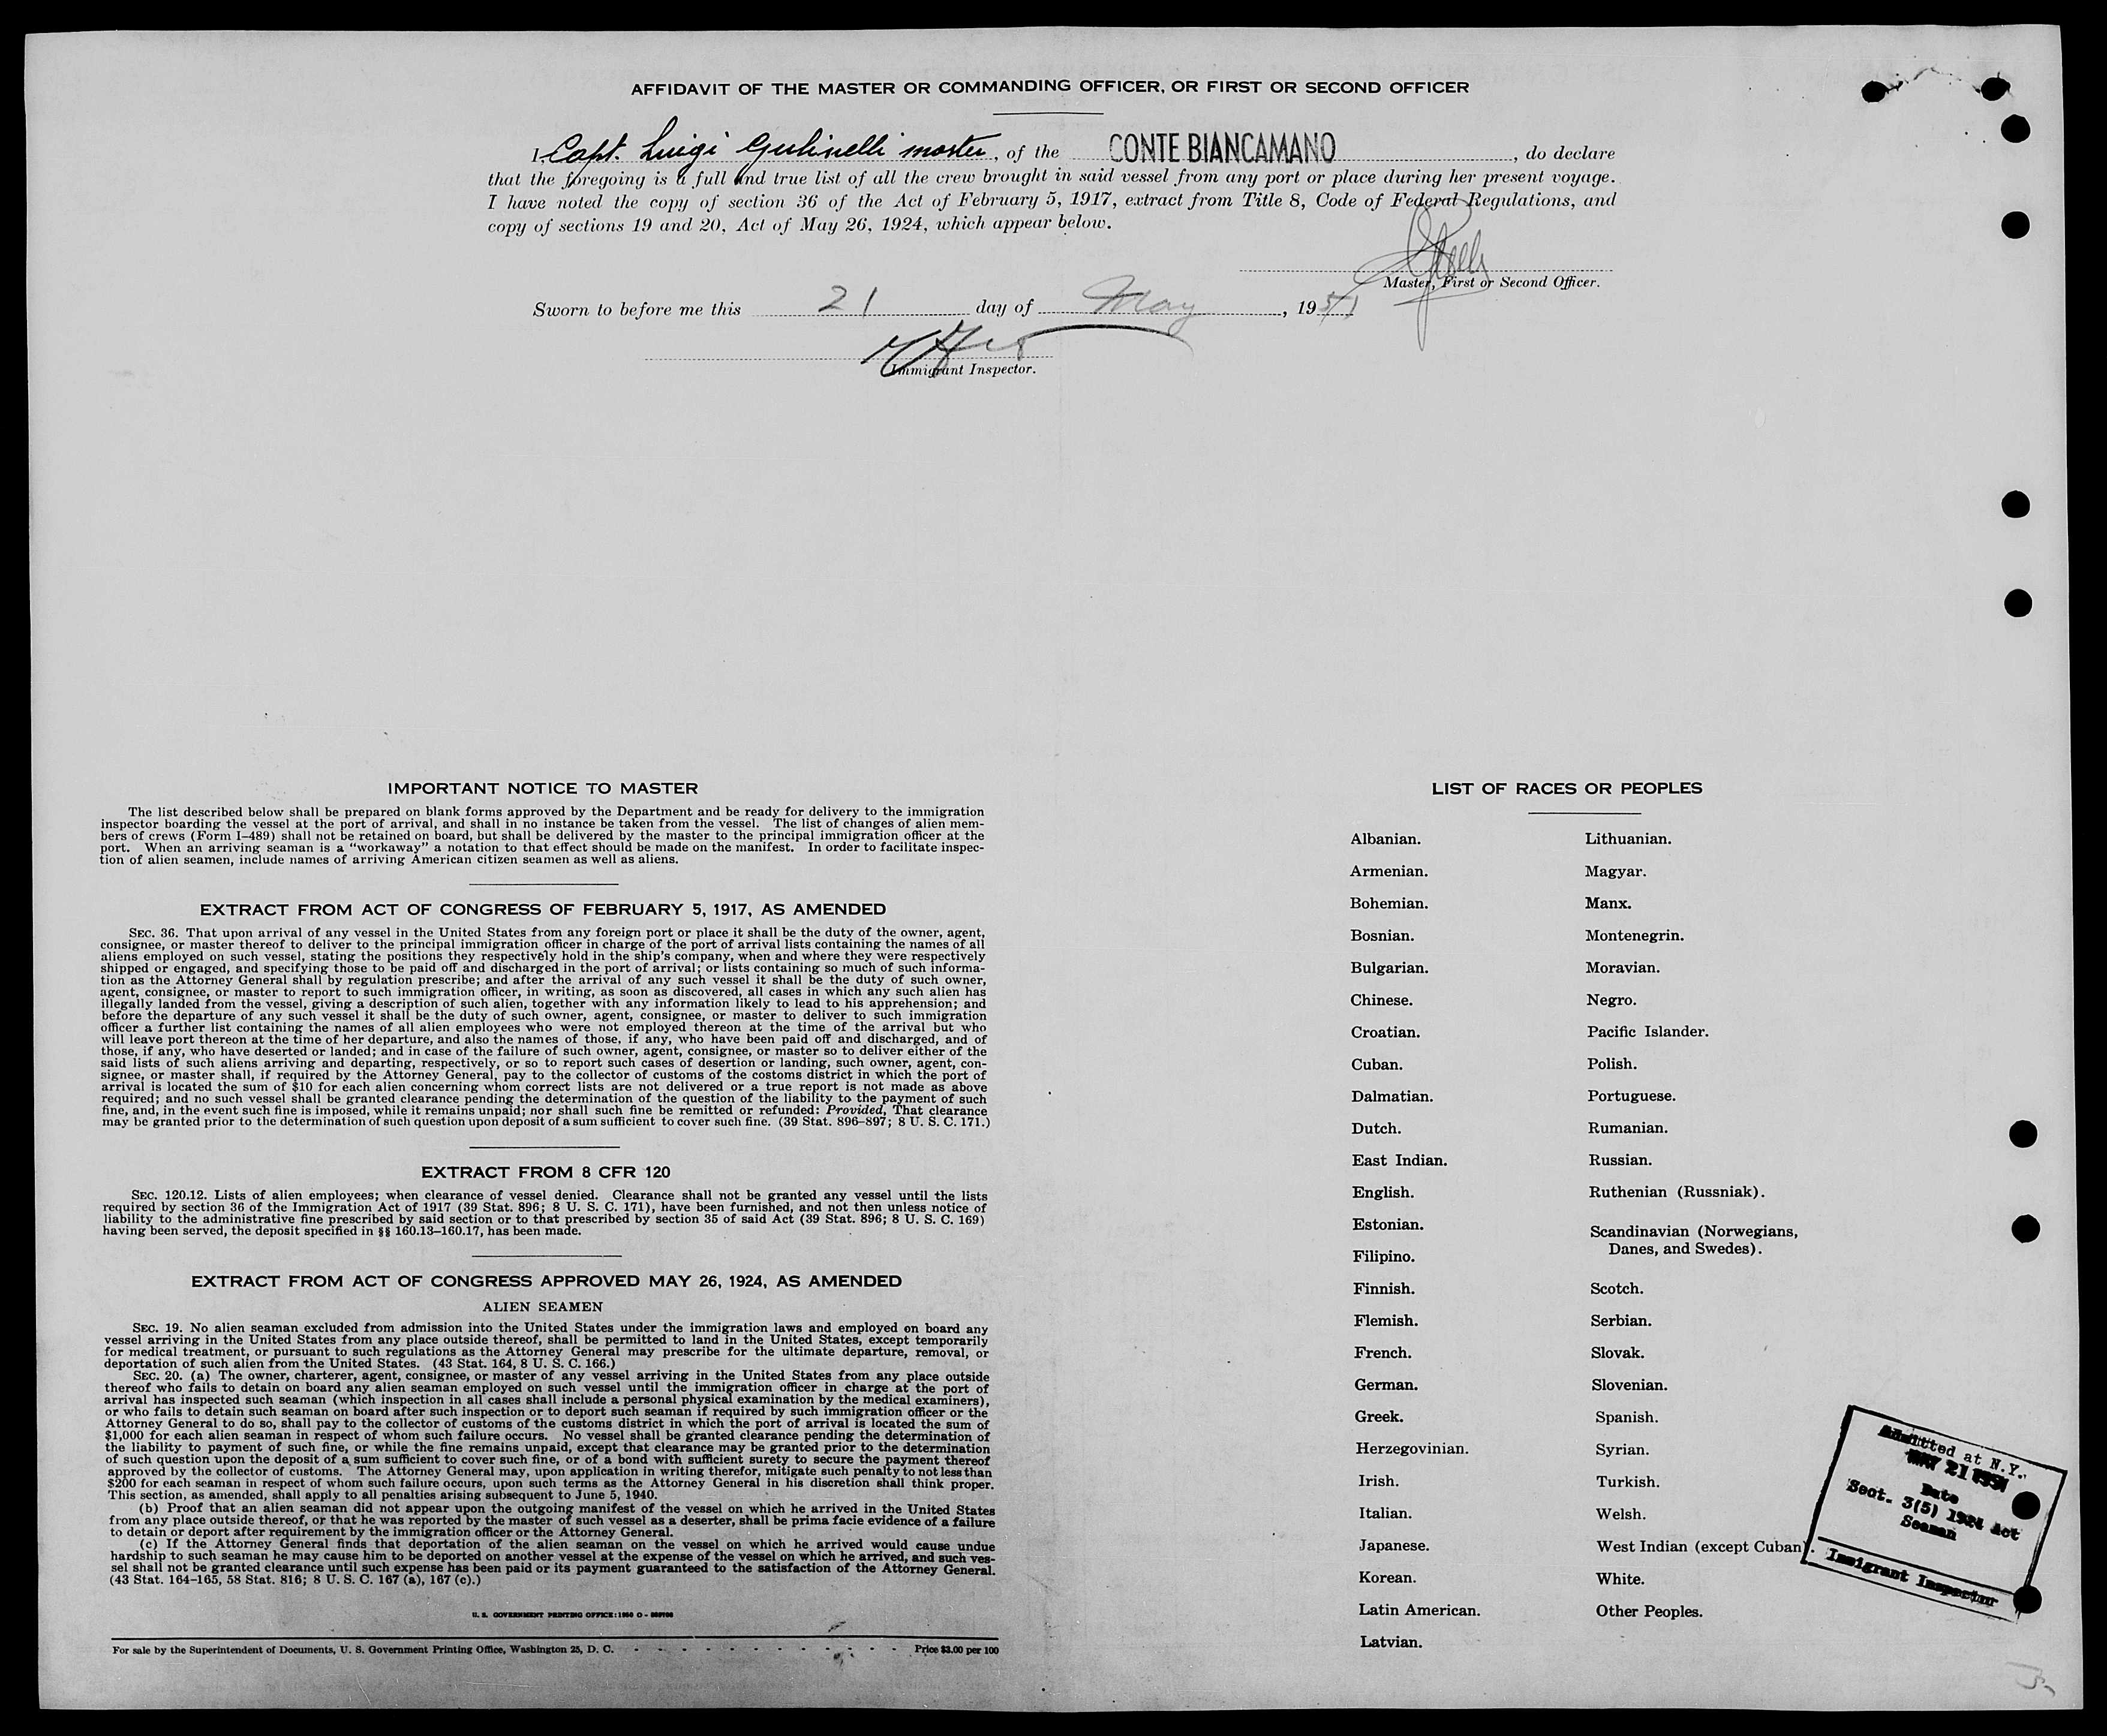 AFFIDAVIT OF THE MASTER OR COMMANDING OFFICER, OR FIRST OR SECOND OFFICER
I, Capt. Luigi Gulinelli master, of the CONTE BIANCAMANO, do declare
that the foregoing is a full and true list of all the crew brought in said vessel from any port or place during her present voyage.
I have noted the copy of section 36 of the Act of February 5, 1917, extract from Title 8, Code of Federal Regulations, and
copy of sections 19 and 20, Act of May 26, 1924, which appear below.
Master, First or Second Officer.
Sworn to before me this 21 day of May, 1951
Immigrant Inspector.
IMPORTANT NOTICE TO MASTER
The list described below shall be prepared on blank forms approved by the Department and be ready for delivery to the immigration
inspector boarding the vessel at the port of arrival, and shall in no instance be taken from the vessel. The list of changes of alien mem-
bers of crews (Form I–489) shall not be retained on board, but shall be delivered by the master to the principal immigration officer at the
port. When an arriving seaman is a "workaway" a notation to that effect should be made on the manifest. In order to facilitate inspec-
tion of alien seamen, include names of arriving American citizen seamen as well as aliens.
EXTRACT FROM ACT OF CONGRESS OF FEBRUARY 5, 1917, AS AMENDED
SEC. 36. That upon arrival of any vessel in the United States from any foreign port or place it shall be the duty of the owner, agent,
consignee, or master thereof to deliver to the principal immigration officer in charge of the port of arrival lists containing the names of all
aliens employed on such vessel, stating the positions they respectively hold in the ship's company, when and where they were respectively
shipped or engaged, and specifying those to be paid off and discharged in the port of arrival; or lists containing so much of such informa-
tion as the Attorney General shall by regulation prescribe; and after the arrival of any such vessel it shall be the duty of such owner,
agent, consignee, or master to report to such immigration officer, in writing, as soon as discovered, all cases in which any such alien has
illegally landed from the vessel, giving a description of such alien, together with any information likely to lead to his apprehension; and
before the departure of any such vessel it shall be the duty of such owner, agent, consignee, or master to deliver to such immigration
officer a further list containing the names of all alien employees who were not employed thereon at the time of the arrival but who
will leave port thereon at the time of her departure, and also the names of those, if any, who have been paid off and discharged, and of
those, if any, who have deserted or landed; and in case of the failure of such owner, agent, consignee, or master so to deliver either of the
said lists of such aliens arriving and departing, respectively, or so to report such cases of desertion or landing, such owner, agent, con-
signee, or master shall, if required by the Attorney General, pay to the collector of customs of the costoms district in which the port of
arrival is located the sum of $10 for each alien concerning whom correct lists are not delivered or a true report is not made as above
required; and no such vessel shall be granted clearance pending the determination of the question of the liability to the payment of such
fine, and, in the event such fine is imposed, while it remains unpaid; nor shall such fine be remitted or refunded: Provided, That clearance
may be granted prior to the determination of such question upon deposit of a sum sufficient to cover such fine. (39 Stat. 896–897; 8 U. S. C. 171.)
EXTRACT FROM 8 CFR 120
SEC. 120.12. Lists of alien employees; when clearance of vessel denied. Clearance shall not be granted any vessel until the lists
required by section 36 of the Immigration Act of 1917 (39 Stat. 896; 8 U. S. C. 171), have been furnished, and not then unless notice of
liability to the administrative fine prescribed by said section or to that prescribed by section 35 of said Act (39 Stat. 896; 8 U. S. C. 169)
having been served, the deposit specified in §§ 160.13–160.17, has been made.
EXTRACT FROM ACT OF CONGRESS APPROVED MAY 26, 1924, AS AMENDED
ALIEN SEAMEN
SEC. 19. No alien seaman excluded from admission into the United States under the immigration laws and employed on board any
vessel arriving in the United States from any place outside thereof, shall be permitted to land in the United States, except temporarily
for medical treatment, or pursuant to such regulations as the Attorney General may prescribe for the ultimate departure, removal, or
deportation of such alien from the United States. (43 Stat. 164, 8 U. S. C. 166.)
SEC. 20. (a) The owner, charterer, agent, consignee, or master of any vessel arriving in the United States from any place outside
thereof who fails to detain on board any alien seaman employed on such vessel until the immigration officer in charge at the port of
arrival has inspected such seaman (which inspection in all cases shall include a personal physical examination by the medical examiners),
or who fails to detain such seaman on board after such inspection or to deport such seaman if required by such immigration officer or the
Attorney General to do so, shall pay to the collector of customs of the customs district in which the port of arrival is located the sum of
$1,000 for each alien seaman in respect of whom such failure occurs. No vessel shall be granted clearance pending the determination of
the liability to payment of such fine, or while the fine remains unpaid, except that clearance may be granted prior to the determination
of such question upon the deposit of a sum sufficient to cover such fine, or of a bond with sufficient surety to secure the payment thereof
approved by the collector of customs. The Attorney General may, upon application in writing therefor, mitigate such penalty to not less than
$200 for each seaman in respect of whom such failure occurs, upon such terms as the Attorney General in his discretion shall think proper.
This section, as amended, shall apply to all penalties arising subsequent to June 5, 1940.
(b) Proof that an alien seaman did not appear upon the outgoing manifest of the vessel on which he arrived in the United States
from any place outside thereof, or that he was reported by the master of such vessel as a deserter, shall be prima facie evidence of a failure
to detain or deport after requirement by the immigration officer or the Attorney General.
(c) If the Attorney General finds that deportation of the alien seaman on the vessel on which he arrived would cause undue
hardship to such seaman he may cause him to be deported on another vessel at the expense of the vessel on which he arrived, and such ves-
sel shall not be granted clearance until such expense has been paid or its payment guaranteed to the satisfaction of the Attorney General.
(43 Stat. 164–165, 58 Stat. 816; 8 U. S. C. 167 (a), 167 (c).)
U. S. GOVERNMENT PRINTING OFFICE: 1950 O -
For sale by the Superintendent of Documents, U. S. Government Printing Office, Washington 25, D. C. - - - - - - - - - - - - Price $3.00 per 100
LIST OF RACES OR PEOPLES
Albanian.
Armenian.
Bohemian.
Bosnian.
Bulgarian.
Chinese.
Croatian.
Cuban.
Dalmatian.
Dutch.
East Indian.
English.
Estonian.
Filipino.
Finnish.
Flemish.
French.
German.
Greek.
Herzegovinian.
Irish.
Italian.
Japanese.
Korean.
Latin American.
Latvian.
Lithuanian.
Magyar.
Manx.
Montenegrin.
Moravian.
Negro.
Pacific Islander.
Polish.
Portuguese.
Rumanian.
Russian.
Ruthenian (Russniak).
Scandinavian (Norwegians,
Danes, and Swedes).
Scotch.
Serbian.
Slovak.
Slovenian.
Spanish.
Syrian.
Turkish.
Welsh.
West Indian (except Cuban).
White.
Other Peoples.
Admitted at N.Y.
MAY 21 1951
Date
Sect. 3(5) 1924 Act
Seaman
Immigrant Inspector